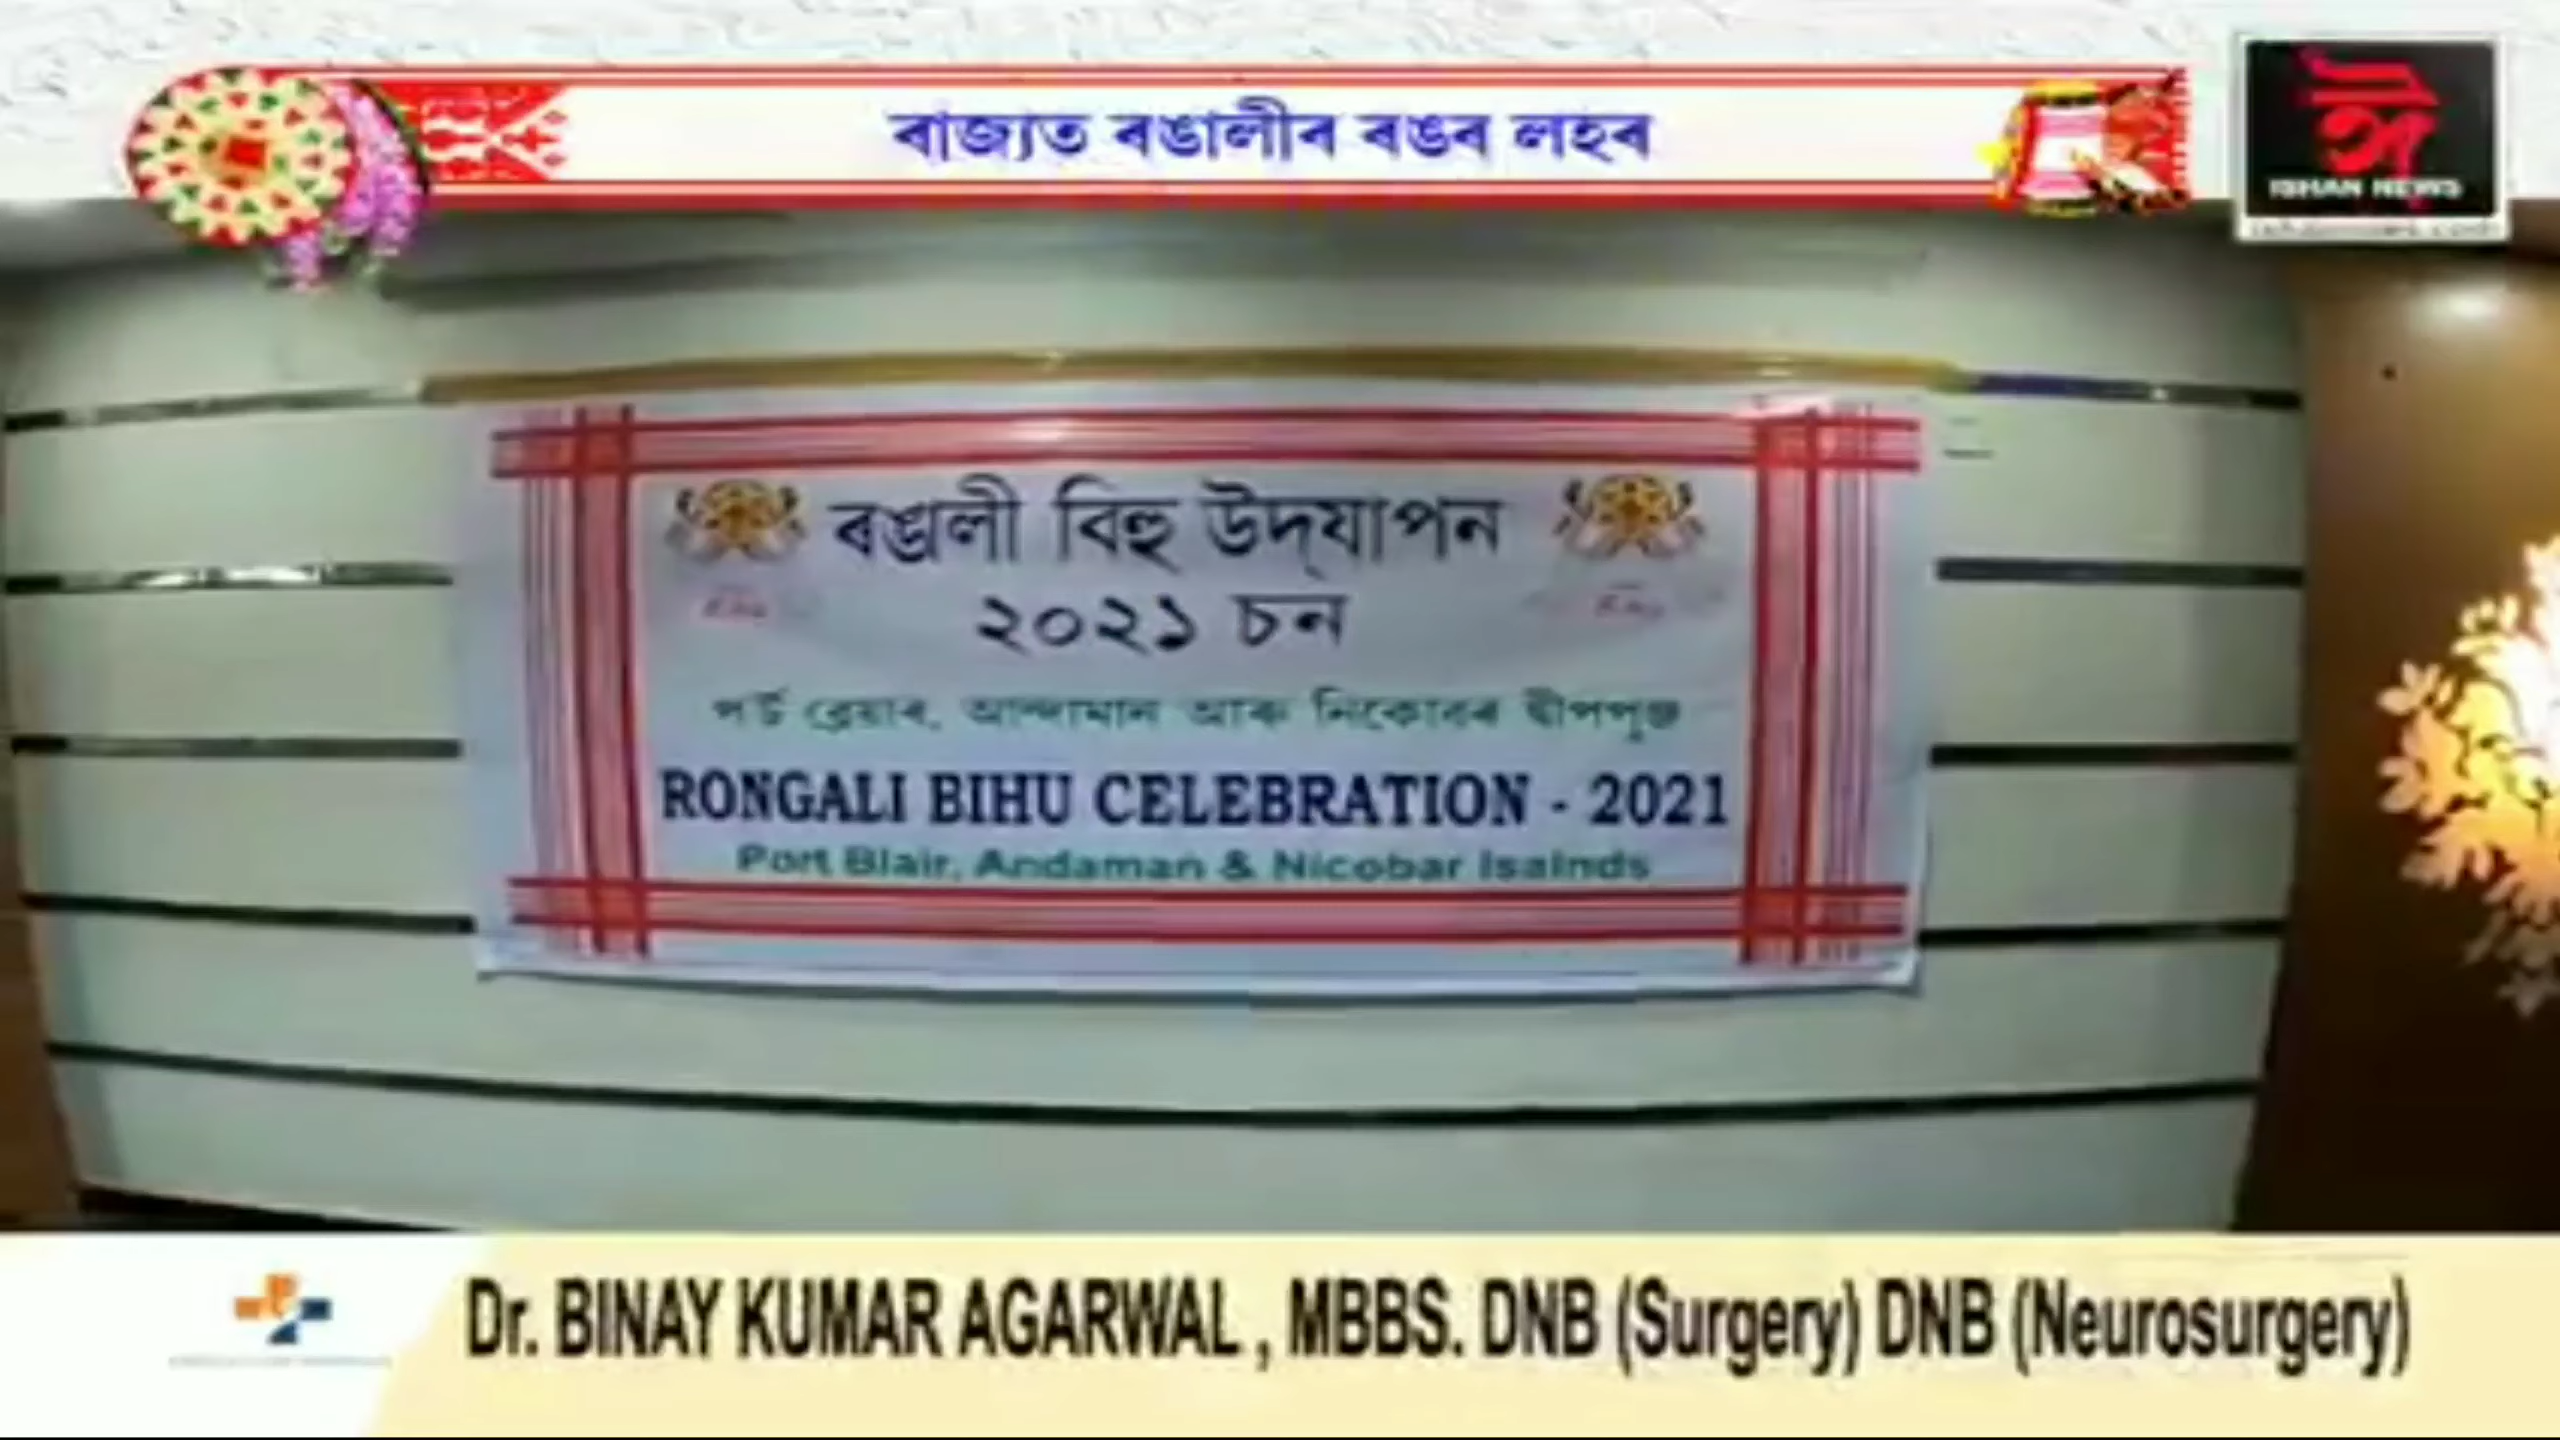 ৰাজ্যত ৰঙালীৰ ৰঙৰ লহৰ
ISHAN NEWS
ৰঙালী বিহু উদ্‌যাপন
২০২১ চন
পৰ্ট ব্লেয়াৰ, আন্দামান আৰু নিকোবৰ দ্বীপপুঞ্জ
RONGALI BIHU CELEBRATION - 2021
Port Blair, Andaman & Nicobar Isalnds
Dr. BINAY KUMAR AGARWAL , MBBS. DNB (Surgery) DNB (Neurosurgery)